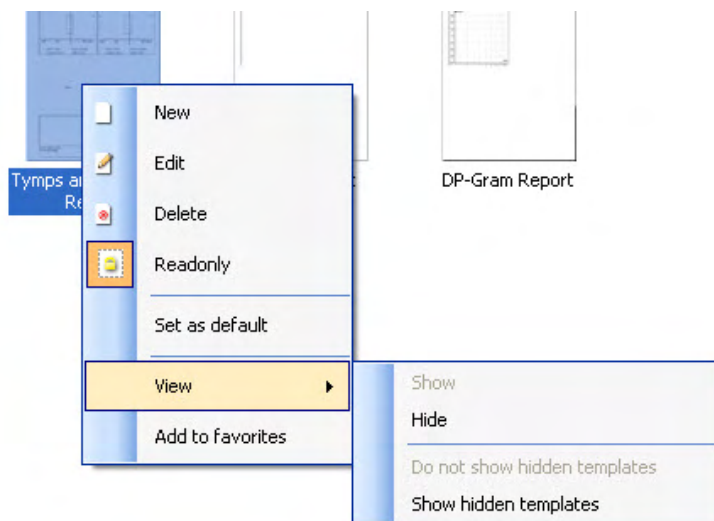 New
Edit
Tymps a
DP-Gram Report
Re
Delete
Readonly
Set as default
View
Show
Hide
Add to favorites
Do not show hidden templates
Show hidden templates